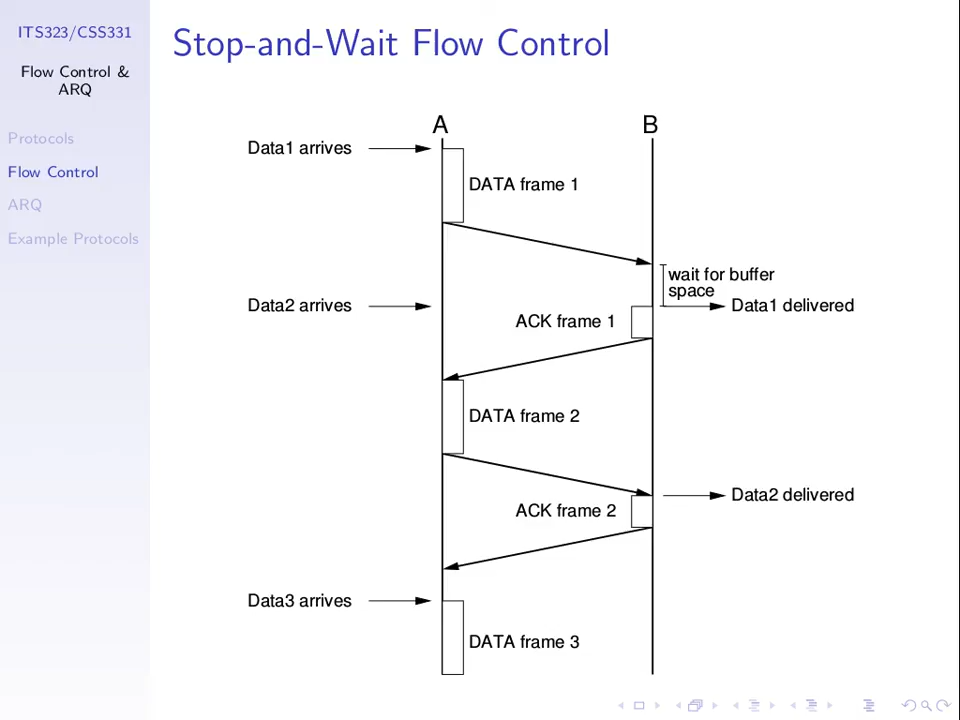 ITS323/CSS331
Flow Control &
ARQ
Protocols
Flow Control
ARQ
Example Protocols
Stop-and-Wait Flow Control
A
B
Data1 arrives
DATA frame 1
wait for buffer
space
Data2 arrives
Data1 delivered
ACK frame 1
DATA frame 2
Data2 delivered
ACK frame 2
Data3 arrives
DATA frame 3